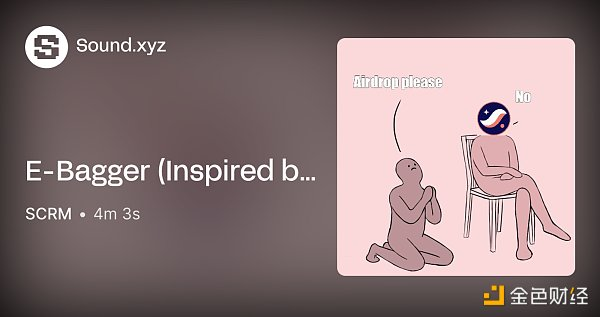 Sound.xyz
Airdrop please
No
E-Bagger (Inspired b...
SCRM • 4m 3s
金色财经